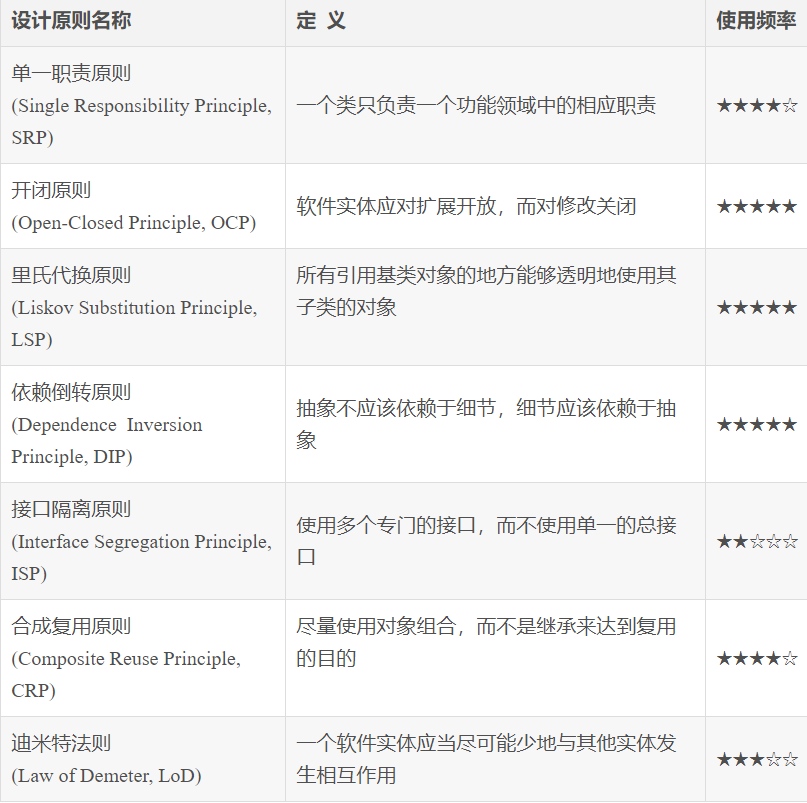 设计原则名称
定 义
使用频率
单一职责原则
(Single Responsibility Principle,
SRP)
一个类只负责一个功能领域中的相应职责
★★★★☆
开闭原则
(Open-Closed Principle, OCP)
软件实体应对扩展开放，而对修改关闭
★★★★★
里氏代换原则
(Liskov Substitution Principle,
LSP)
所有引用基类对象的地方能够透明地使用其
子类的对象
★★★★★
依赖倒转原则
(Dependence Inversion
Principle, DIP)
抽象不应该依赖于细节，细节应该依赖于抽
象
★★★★★
接口隔离原则
(Interface Segregation Principle,
ISP)
使用多个专门的接口，而不使用单一的总接
口
★★☆☆☆
合成复用原则
(Composite Reuse Principle,
CRP)
尽量使用对象组合，而不是继承来达到复用
的目的
★★★★☆
迪米特法则
(Law of Demeter, LoD)
一个软件实体应当尽可能少地与其他实体发
生相互作用
★★★☆☆